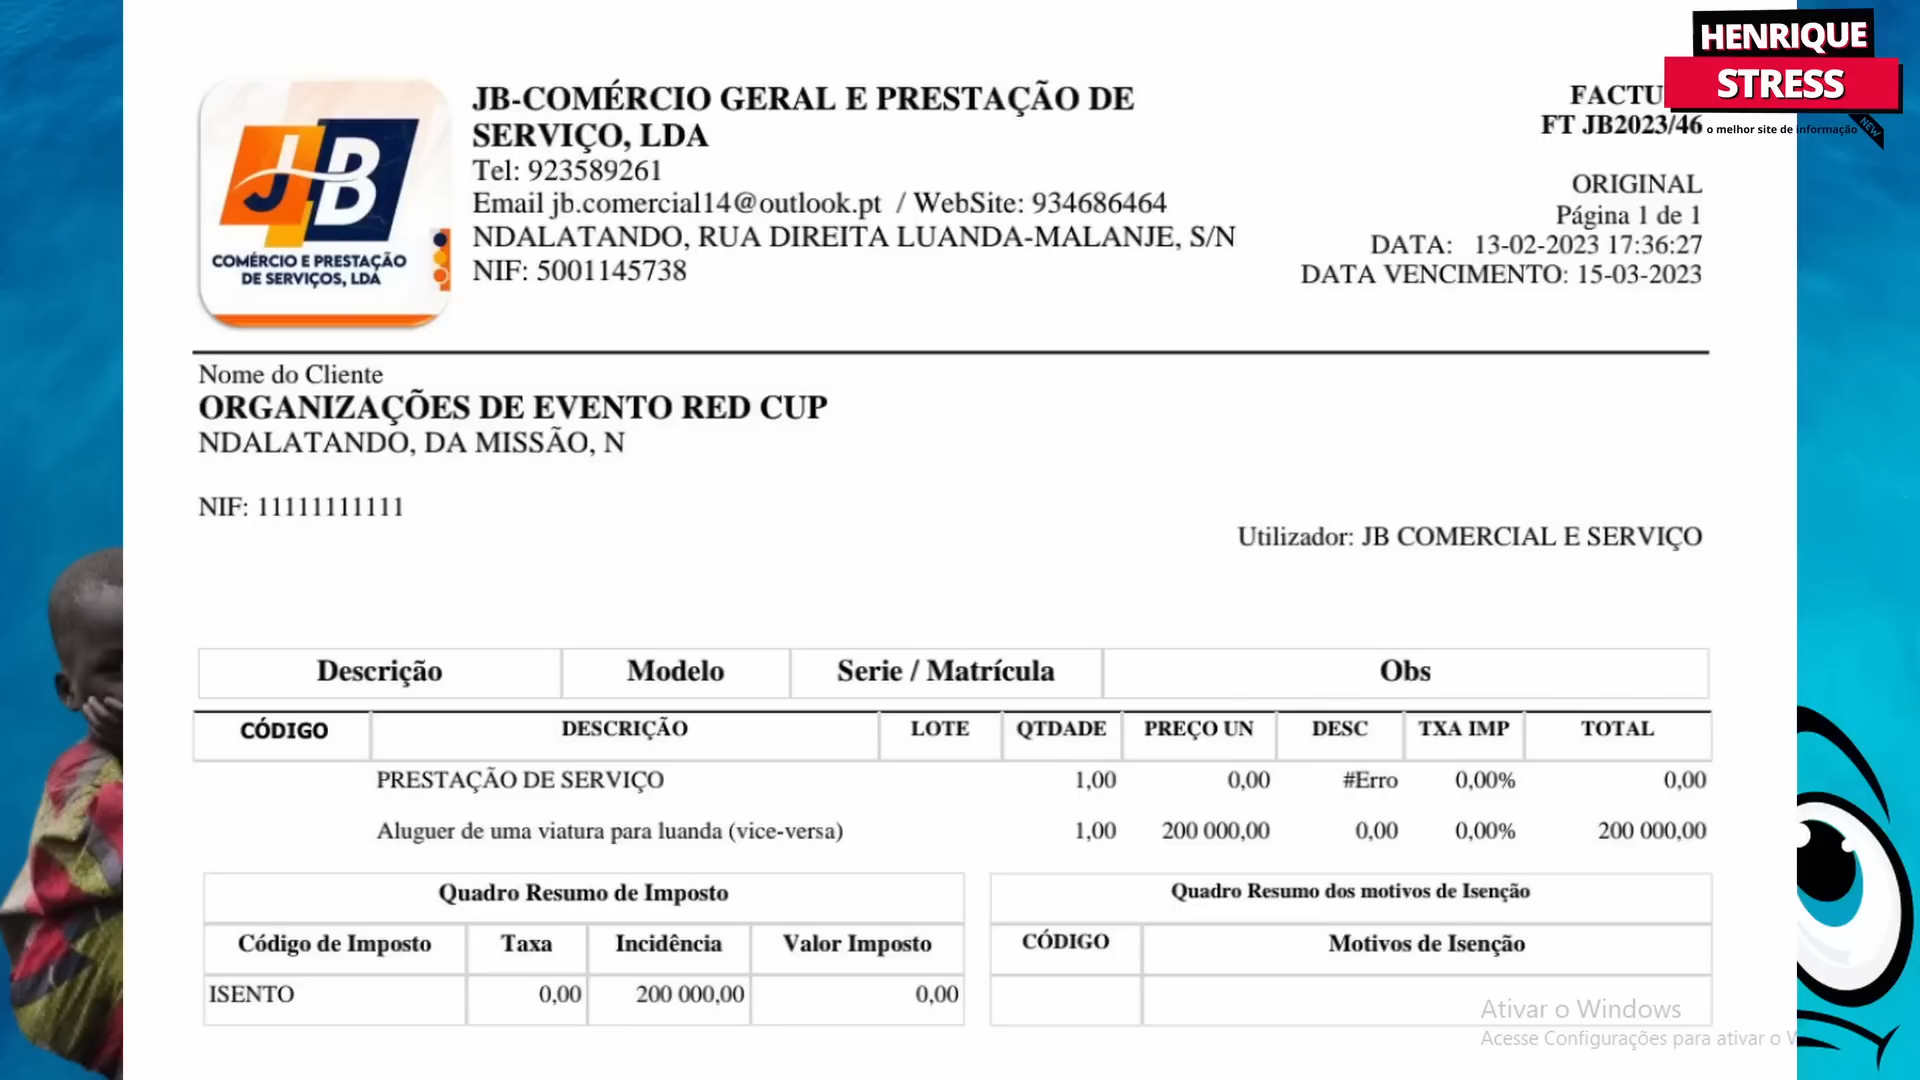 HENRIQUE
STRESS
o melhor site de informação
NEW
JB
COMÉRCIO E PRESTAÇÃO
DE SERVIÇOS, LDA
JB-COMÉRCIO GERAL E PRESTAÇÃO DE
SERVIÇO, LDA
Tel: 923589261
Email jb.comercial14@outlook.pt / WebSite: 934686464
NDALATANDO, RUA DIREITA LUANDA-MALANJE, S/N
NIF: 5001145738
FACTU
FT JB2023/46
ORIGINAL
Página 1 de 1
DATA: 13-02-2023 17:36:27
DATA VENCIMENTO: 15-03-2023
Nome do Cliente
ORGANIZAÇÕES DE EVENTO RED CUP
NDALATANDO, DA MISSÃO, N
NIF: 11111111111
Utilizador: JB COMERCIAL E SERVIÇO
Descrição Modelo Serie / Matrícula Obs
CÓDIGO DESCRIÇÃO LOTE QTDADE PREÇO UN DESC TXA IMP TOTAL
PRESTAÇÃO DE SERVIÇO 1,00 0,00 #Erro 0,00% 0,00
Aluguer de uma viatura para luanda (vice-versa) 1,00 200 000,00 0,00 0,00% 200 000,00
Quadro Resumo de Imposto
Código de Imposto Taxa Incidência Valor Imposto
ISENTO 0,00 200 000,00 0,00
Quadro Resumo dos motivos de Isenção
CÓDIGO Motivos de Isenção
Ativar o Windows
Acesse Configurações para ativar o